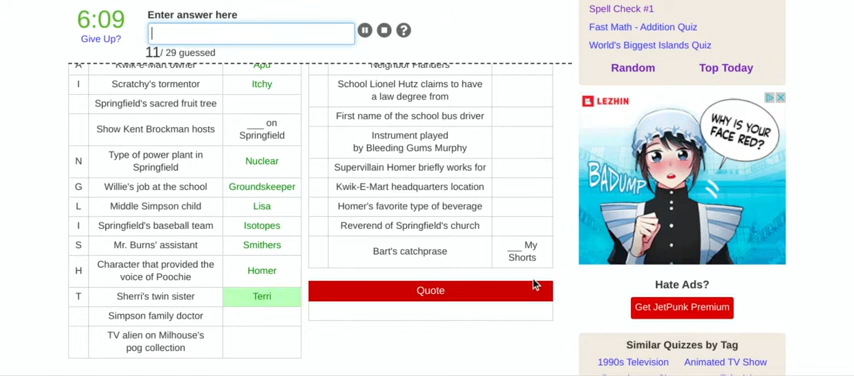 6:09
Give Up?
Enter answer here
11/ 29 guessed
A Kwik-e-Mart owner Apu
I Scratchy's tormentor Itchy
Springfield's sacred fruit tree
Show Kent Brockman hosts ___ on
Springfield
N Type of power plant in
Springfield Nuclear
G Willie's job at the school Groundskeeper
L Middle Simpson child Lisa
I Springfield's baseball team Isotopes
S Mr. Burns' assistant Smithers
H Character that provided the
voice of Poochie Homer
T Sherri's twin sister Terri
Simpson family doctor
TV alien on Milhouse's
pog collection
Neighbor Flanders
School Lionel Hutz claims to have
a law degree from
First name of the school bus driver
Instrument played
by Bleeding Gums Murphy
Supervillain Homer briefly works for
Kwik-E-Mart headquarters location
Homer's favorite type of beverage
Reverend of Springfield's church
Bart's catchprase ___ My
Shorts
Quote
Spell Check #1
Fast Math - Addition Quiz
World's Biggest Islands Quiz
Random Top Today
LEZHIN
WHY IS YOUR
FACE RED?
BADUMP
Hate Ads?
Get JetPunk Premium
Similar Quizzes by Tag
1990s Television Animated TV Show